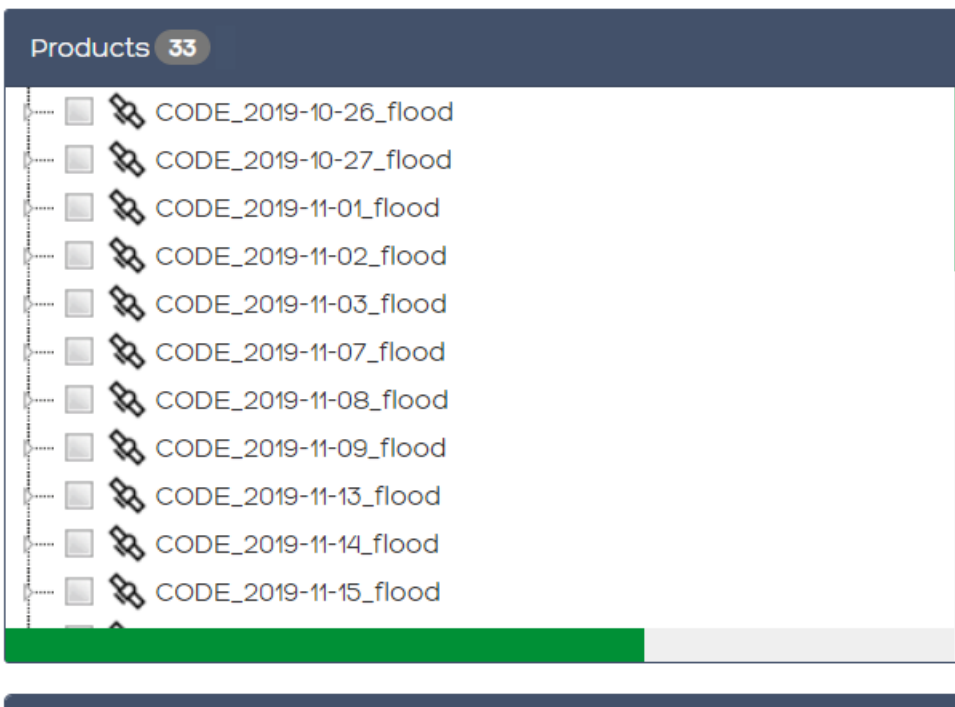 Products 33
CODE_2019-10-26_flood
CODE_2019-10-27_flood
CODE_2019-11-01_flood
CODE_2019-11-02_flood
CODE_2019-11-03_flood
CODE_2019-11-07_flood
CODE_2019-11-08_flood
CODE_2019-11-09_flood
CODE_2019-11-13_flood
CODE_2019-11-14_flood
CODE_2019-11-15_flood